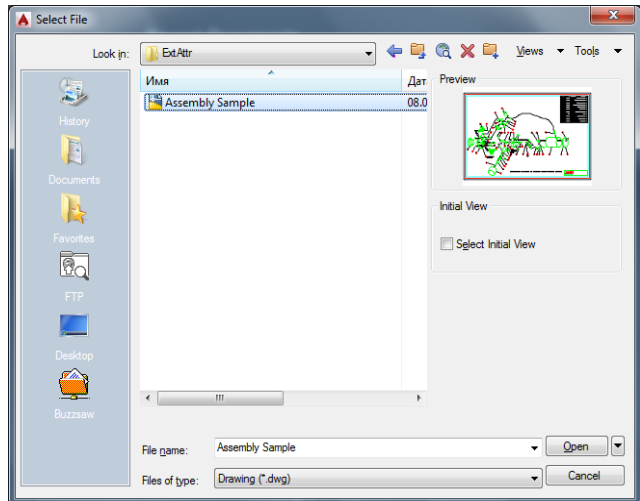 Select File
Look in: ExtAttr Views Tools
Имя Дат
Assembly Sample 08.0
Preview
History
Documents
Initial View
Favorites
Select Initial View
FTP
Desktop
Buzzsaw
File name: Assembly Sample Open
Files of type: Drawing (*.dwg) Cancel